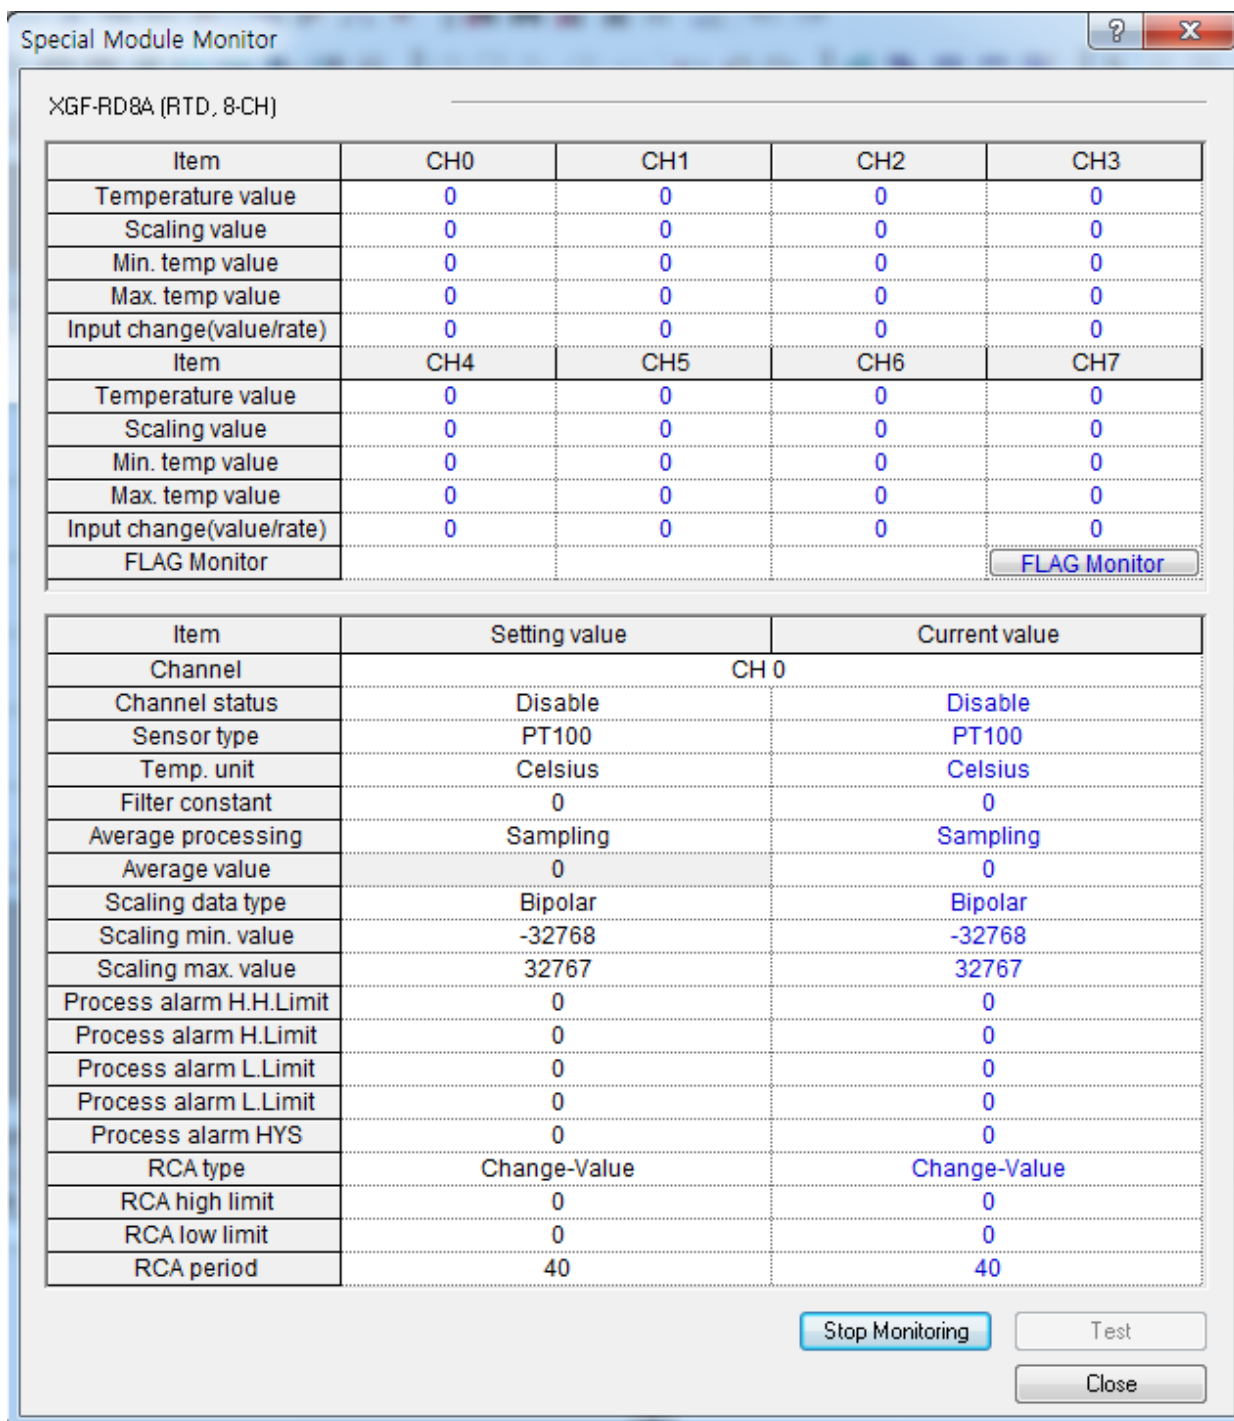 Special Module Monitor
? X
XGF-RD8A (RTD, 8-CH)
Item CH0 CH1 CH2 CH3
Temperature value 0 0 0 0
Scaling value 0 0 0 0
Min. temp value 0 0 0 0
Max. temp value 0 0 0 0
Input change(value/rate) 0 0 0 0
Item CH4 CH5 CH6 CH7
Temperature value 0 0 0 0
Scaling value 0 0 0 0
Min. temp value 0 0 0 0
Max. temp value 0 0 0 0
Input change(value/rate) 0 0 0 0
FLAG Monitor FLAG Monitor
Item Setting value Current value
Channel CH 0
Channel status Disable Disable
Sensor type PT100 PT100
Temp. unit Celsius Celsius
Filter constant 0 0
Average processing Sampling Sampling
Average value 0 0
Scaling data type Bipolar Bipolar
Scaling min. value -32768 -32768
Scaling max. value 32767 32767
Process alarm H.H.Limit 0 0
Process alarm H.Limit 0 0
Process alarm L.Limit 0 0
Process alarm L.Limit 0 0
Process alarm HYS 0 0
RCA type Change-Value Change-Value
RCA high limit 0 0
RCA low limit 0 0
RCA period 40 40
Stop Monitoring Test
Close